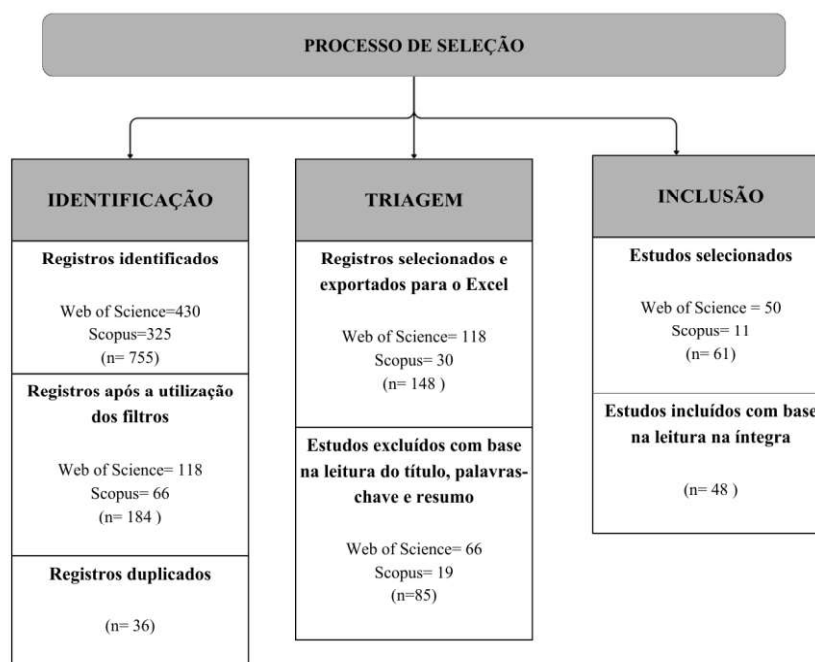 PROCESSO DE SELEÇÃO
IDENTIFICAÇÃO
Registros identificados
Web of Science=430
Scopus=325
(n= 755)
Registros após a utilização
dos filtros
Web of Science= 118
Scopus= 66
(n= 184 )
Registros duplicados
(n= 36)
TRIAGEM
Registros selecionados e
exportados para o Excel
Web of Science= 118
Scopus= 30
(n= 148 )
Estudos excluídos com base
na leitura do título, palavras-
chave e resumo
Web of Science= 66
Scopus= 19
(n=85)
INCLUSÃO
Estudos selecionados
Web of Science = 50
Scopus= 11
(n= 61)
Estudos incluídos com base
na leitura na íntegra
(n= 48 )